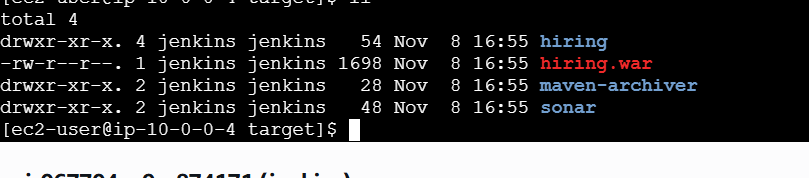 [ec2-user@ip-10-0-0-4 target]$ ll
total 4
drwxr-xr-x. 4 jenkins jenkins   54 Nov  8 16:55 hiring
-rw-r--r--. 1 jenkins jenkins 1698 Nov  8 16:55 hiring.war
drwxr-xr-x. 2 jenkins jenkins   28 Nov  8 16:55 maven-archiver
drwxr-xr-x. 2 jenkins jenkins   48 Nov  8 16:55 sonar
[ec2-user@ip-10-0-0-4 target]$